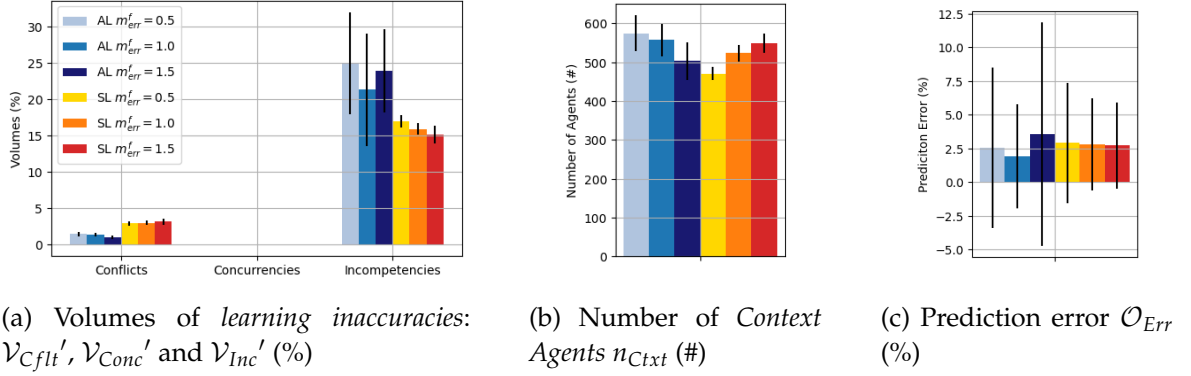 30
25
20
15
10
5
0
Volumes (%)
AL m^f_err = 0.5
AL m^f_err = 1.0
AL m^f_err = 1.5
SL m^f_err = 0.5
SL m^f_err = 1.0
SL m^f_err = 1.5
Conflicts
Concurrencies
Incompetencies
600
500
400
300
200
100
0
Number of Agents (#)
12.5
10.0
7.5
5.0
2.5
0.0
−2.5
−5.0
Prediciton Error (%)
(a) Volumes of learning inaccuracies:
𝒱_Cflt′, 𝒱_Conc′ and 𝒱_Inc′ (%)
(b) Number of Context
Agents n_Ctxt (#)
(c) Prediction error 𝒪_Err
(%)